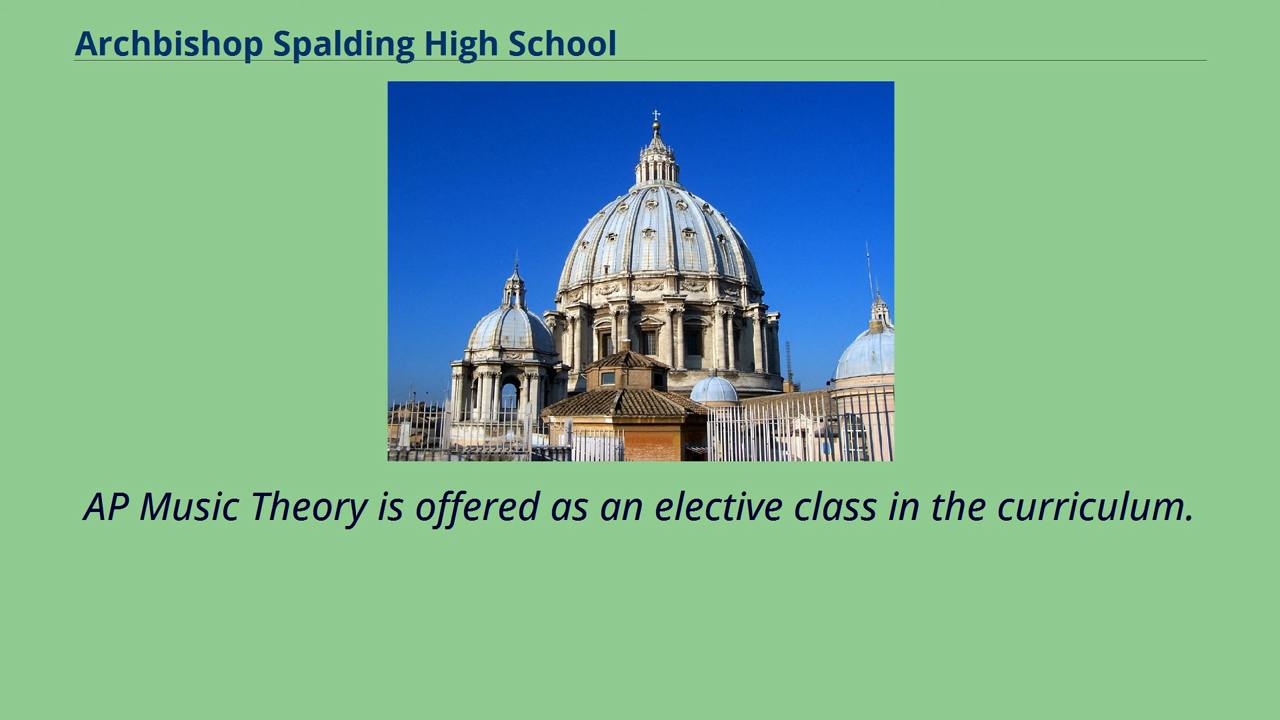 Archbishop Spalding High School
AP Music Theory is offered as an elective class in the curriculum.